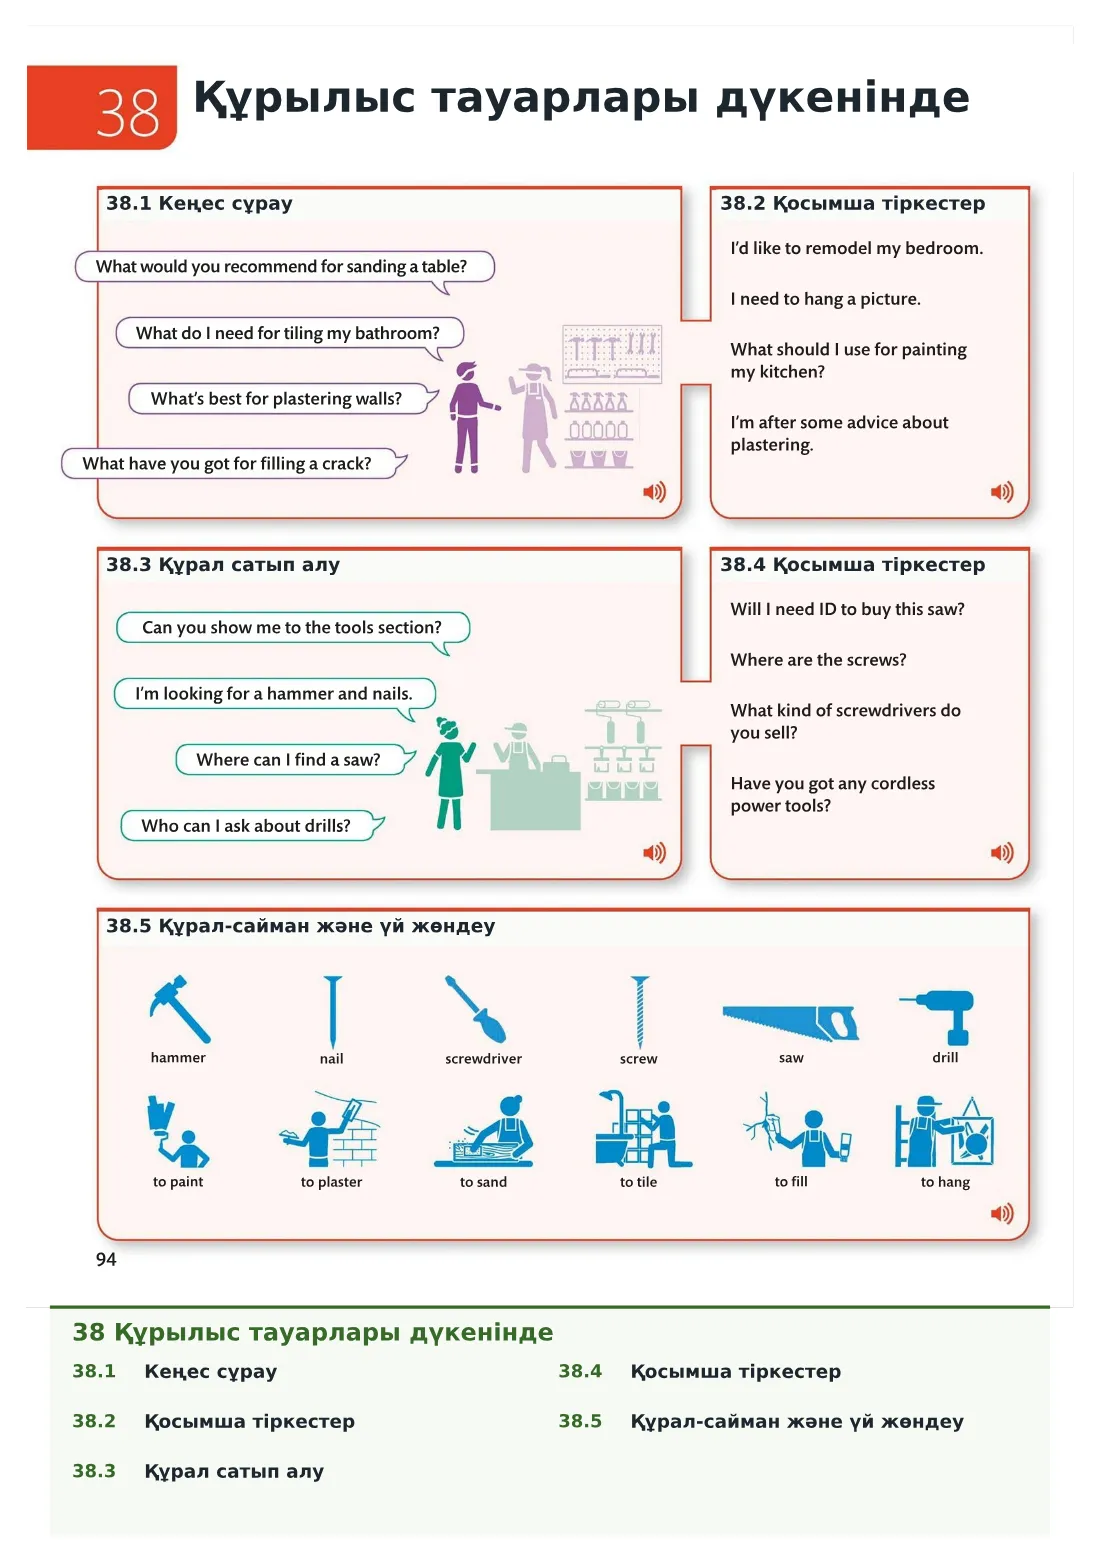 38
Құрылыс тауарлары дүкенінде
38.1 Кеңес сұрау
What would you recommend for sanding a table?
What do I need for tiling my bathroom?
What's best for plastering walls?
What have you got for filling a crack?
38.2 Қосымша тіркестер
I'd like to remodel my bedroom.
I need to hang a picture.
What should I use for painting
my kitchen?
I'm after some advice about
plastering.
38.3 Құрал сатып алу
Can you show me to the tools section?
I'm looking for a hammer and nails.
Where can I find a saw?
Who can I ask about drills?
38.4 Қосымша тіркестер
Will I need ID to buy this saw?
Where are the screws?
What kind of screwdrivers do
you sell?
Have you got any cordless
power tools?
38.5 Құрал-сайман және үй жөндеу
hammer
nail
screwdriver
screw
saw
drill
to paint
to plaster
to sand
to tile
to fill
to hang
94
38 Құрылыс тауарлары дүкенінде
38.1 Кеңес сұрау
38.2 Қосымша тіркестер
38.3 Құрал сатып алу
38.4 Қосымша тіркестер
38.5 Құрал-сайман және үй жөндеу